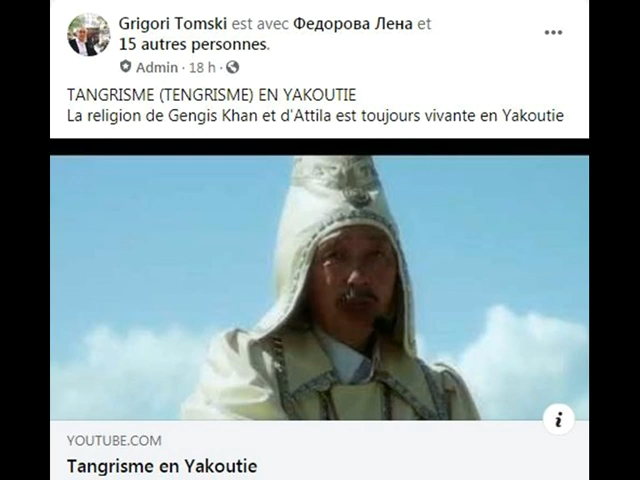 Grigori Tomski est avec Федорова Лена et
15 autres personnes.
Admin · 18 h ·
TANGRISME (TENGRISME) EN YAKOUTIE
La religion de Gengis Khan et d'Attila est toujours vivante en Yakoutie
YOUTUBE.COM
Tangrisme en Yakoutie